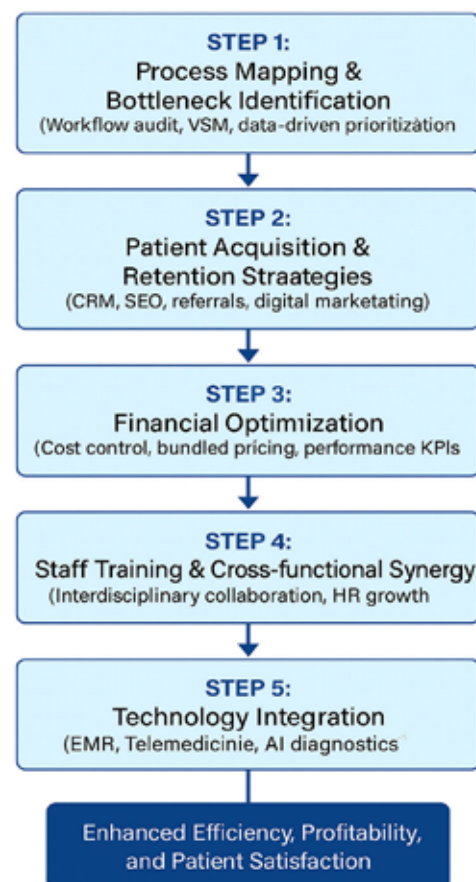 STEP 1:
Process Mapping &
Bottleneck Identification
(Workflow audit, VSM, data-driven prioritization
STEP 2:
Patient Acquisition &
Retention Straategies
(CRM, SEO, referrals, digital marketating)
STEP 3:
Financial Optimization
(Cost control, bundled pricing, performance KPIs
STEP 4:
Staff Training & Cross-functional Synergy
(Interdisciplinary collaboration, HR growth
STEP 5:
Technology Integration
(EMR, Telemedicinie, AI diagnostics
Enhanced Efficiency, Profitability,
and Patient Satisfaction